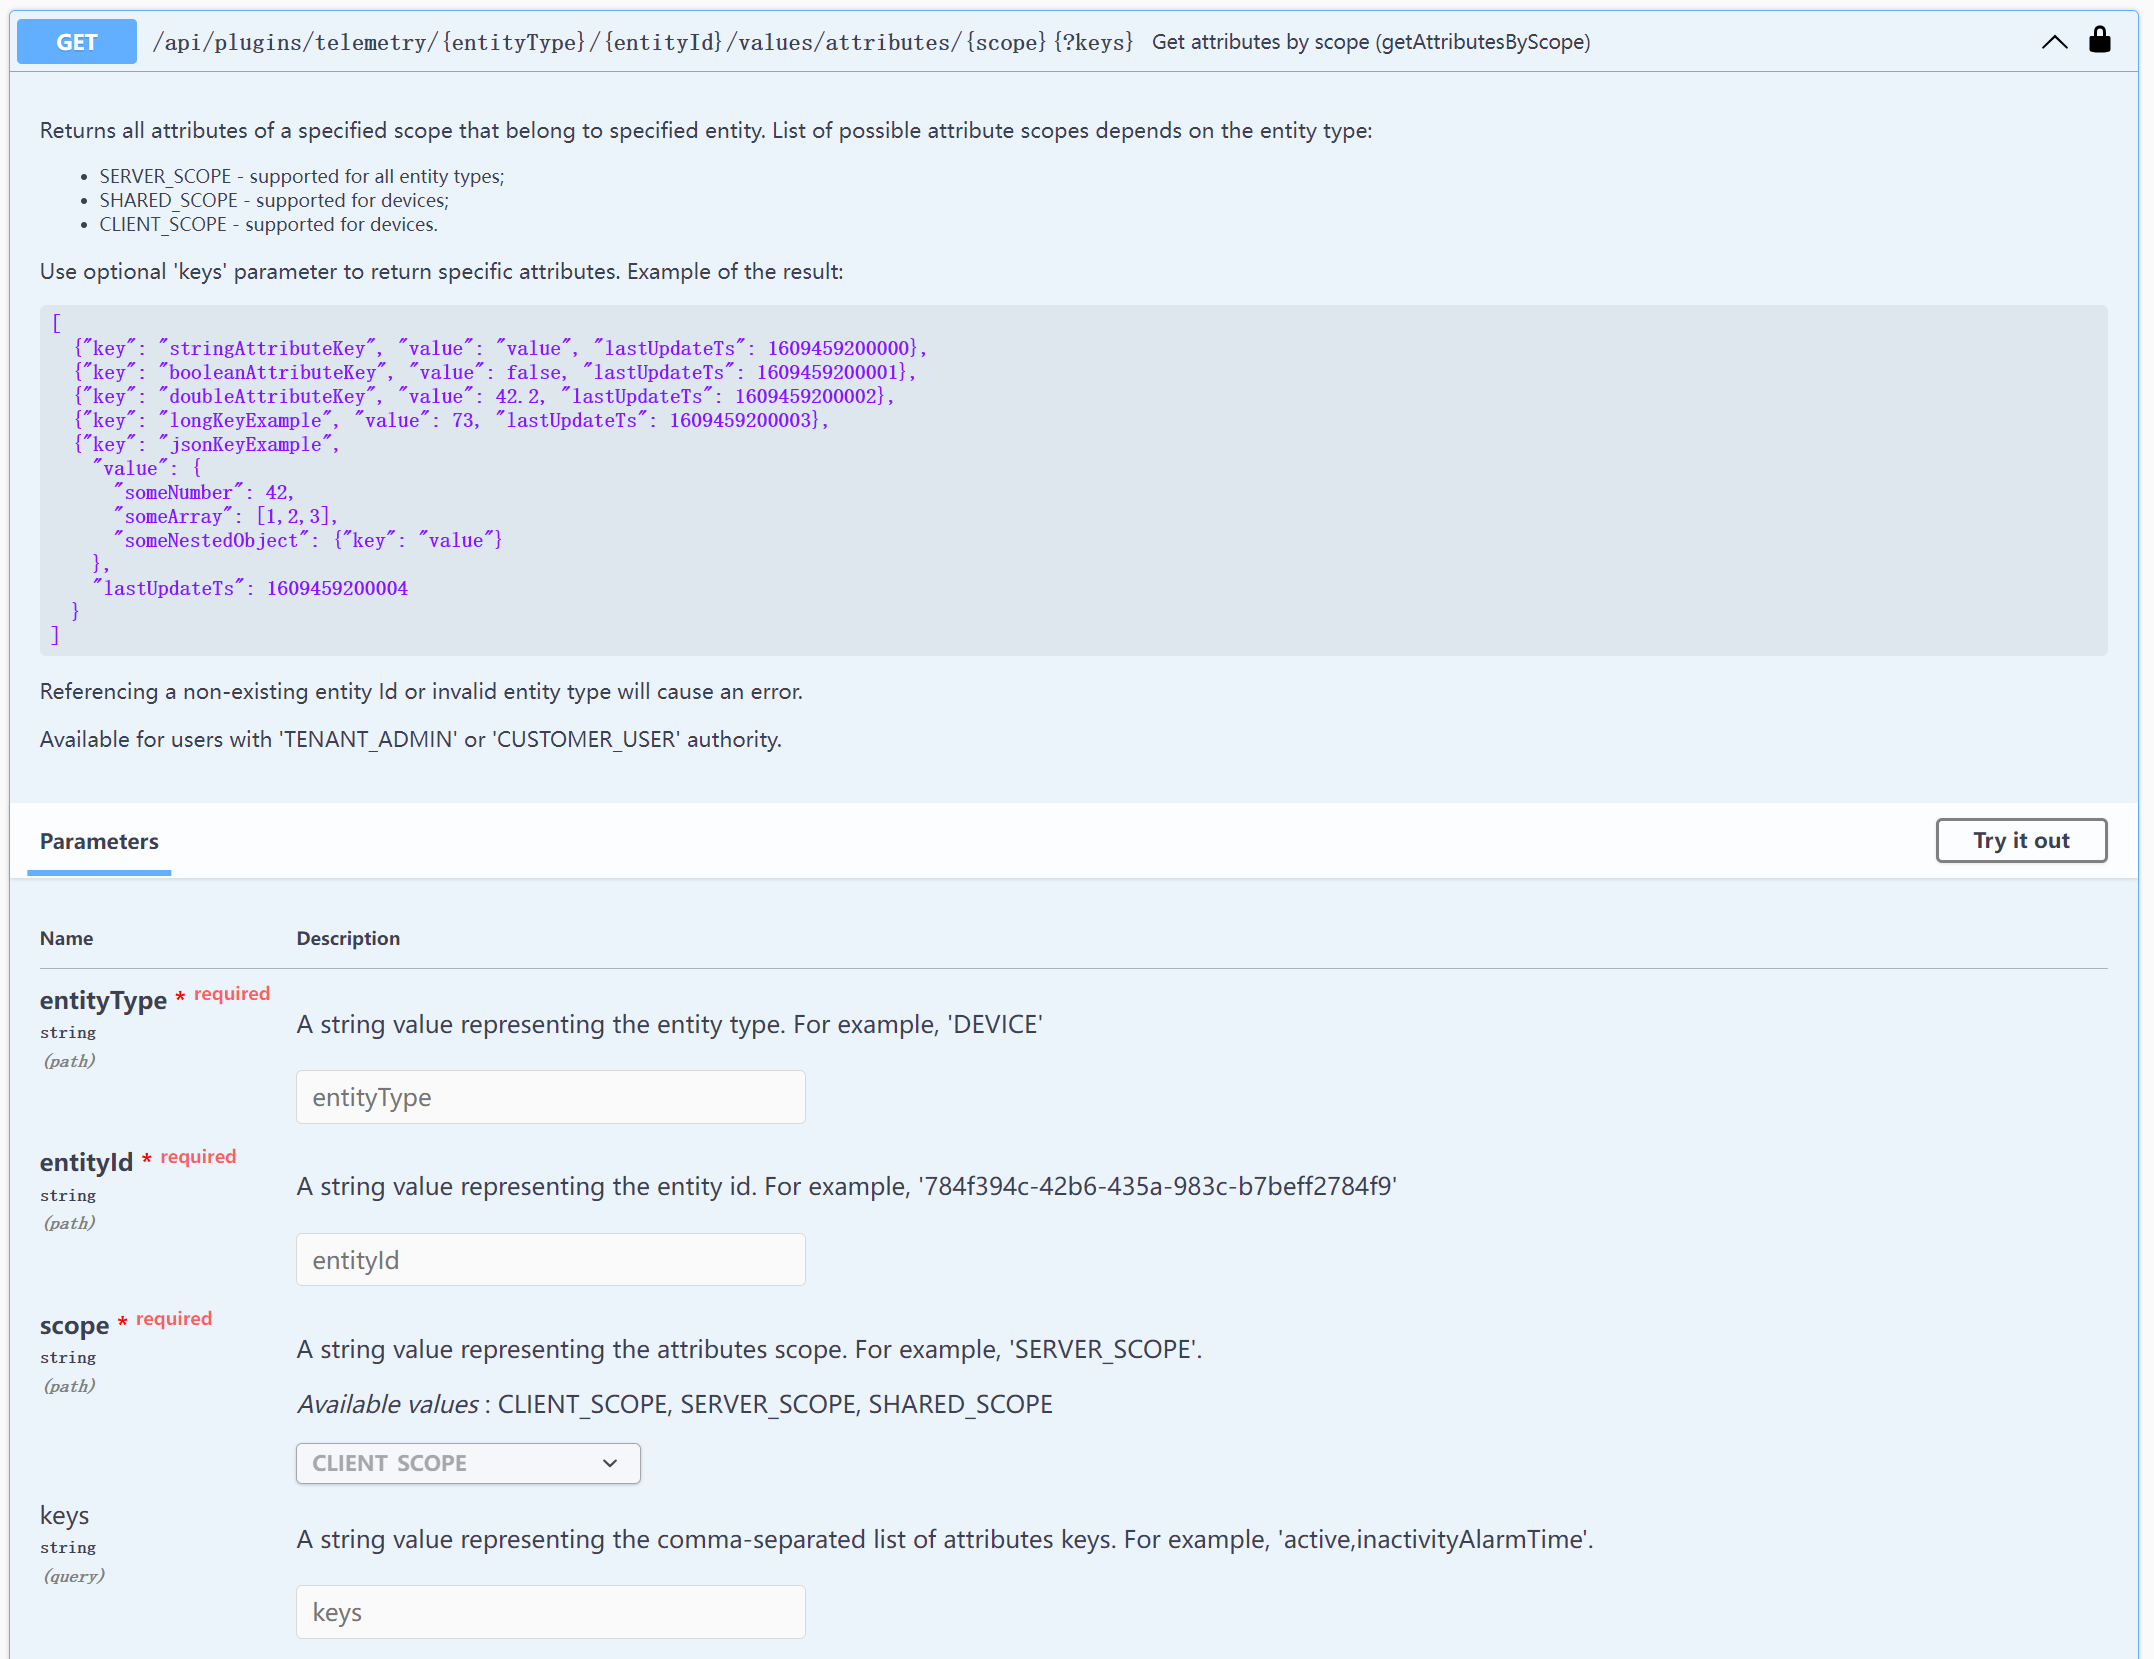 GET /api/plugins/telemetry/{entityType}/{entityId}/values/attributes/{scope}{?keys} Get attributes by scope (getAttributesByScope)
Returns all attributes of a specified scope that belong to specified entity. List of possible attribute scopes depends on the entity type:
• SERVER_SCOPE - supported for all entity types;
• SHARED_SCOPE - supported for devices;
• CLIENT_SCOPE - supported for devices.
Use optional 'keys' parameter to return specific attributes. Example of the result:
[
  {"key": "stringAttributeKey", "value": "value", "lastUpdateTs": 1609459200000},
  {"key": "booleanAttributeKey", "value": false, "lastUpdateTs": 1609459200001},
  {"key": "doubleAttributeKey", "value": 42.2, "lastUpdateTs": 1609459200002},
  {"key": "longKeyExample", "value": 73, "lastUpdateTs": 1609459200003},
  {"key": "jsonKeyExample",
    "value": {
      "someNumber": 42,
      "someArray": [1,2,3],
      "someNestedObject": {"key": "value"}
    },
    "lastUpdateTs": 1609459200004
  }
]
Referencing a non-existing entity Id or invalid entity type will cause an error.
Available for users with 'TENANT_ADMIN' or 'CUSTOMER_USER' authority.
Parameters
Try it out
Name Description
entityType * required
string
(path)
A string value representing the entity type. For example, 'DEVICE'
entityType
entityId * required
string
(path)
A string value representing the entity id. For example, '784f394c-42b6-435a-983c-b7beff2784f9'
entityId
scope * required
string
(path)
A string value representing the attributes scope. For example, 'SERVER_SCOPE'.
Available values : CLIENT_SCOPE, SERVER_SCOPE, SHARED_SCOPE
CLIENT_SCOPE
keys
string
(query)
A string value representing the comma-separated list of attributes keys. For example, 'active,inactivityAlarmTime'.
keys